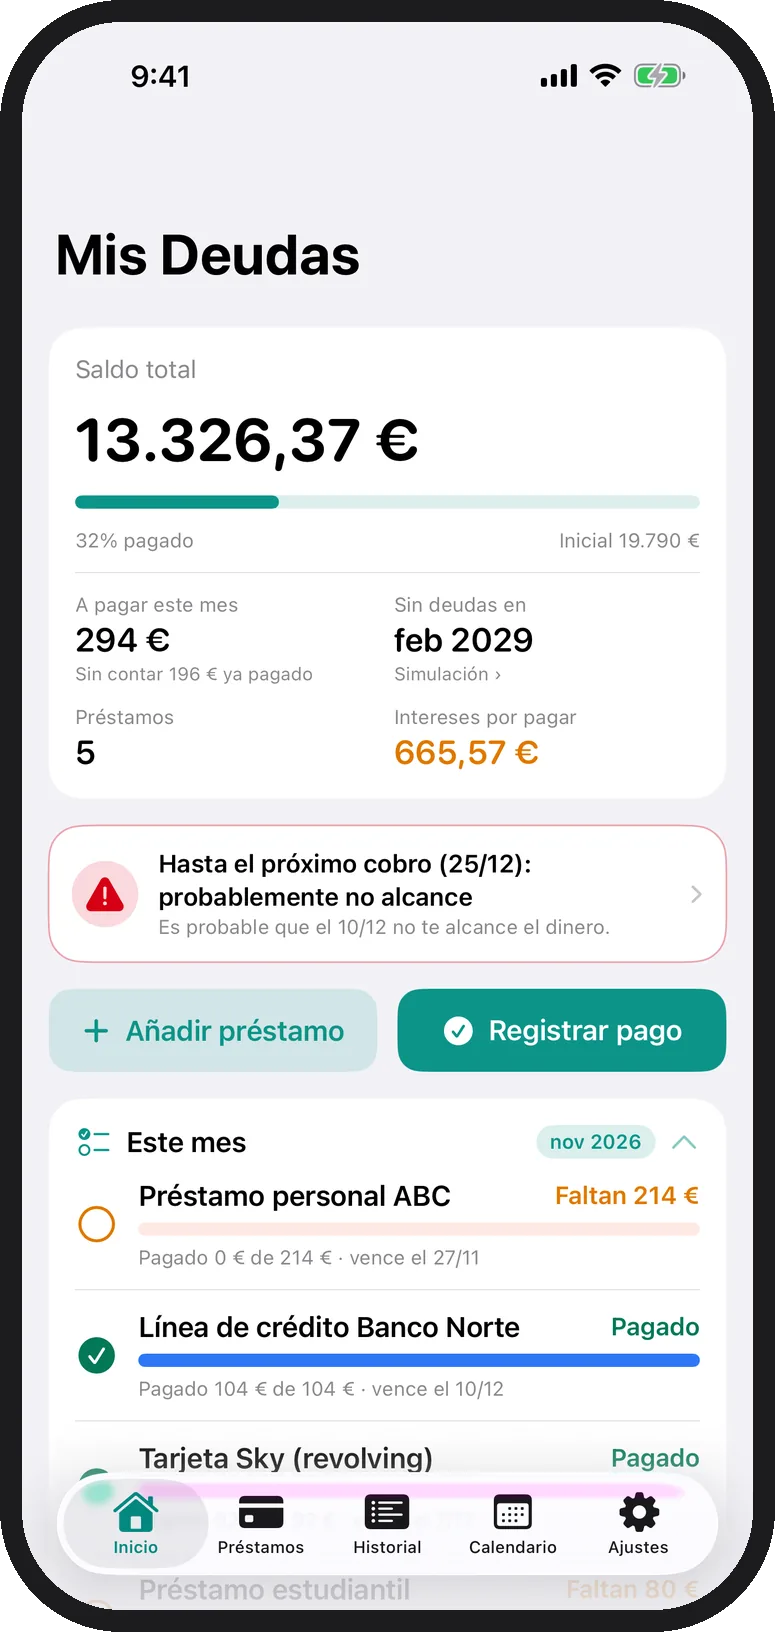 9:41
Mis Deudas
Saldo total
13.326,37 €
32% pagado
Inicial 19.790 €
A pagar este mes
Sin deudas en
294 €
feb 2029
Sin contar 196 € ya pagado
Simulación ›
Préstamos
Intereses por pagar
5
665,57 €
Hasta el próximo cobro (25/12):
probablemente no alcance
Es probable que el 10/12 no te alcance el dinero.
Añadir préstamo
Registrar pago
Este mes
nov 2026
Préstamo personal ABC
Faltan 214 €
Pagado 0 € de 214 € · vence el 27/11
Línea de crédito Banco Norte
Pagado
Pagado 104 € de 104 € · vence el 10/12
Tarjeta Sky (revolving)
Pagado
Inicio
Préstamos
Historial
Calendario
Ajustes
Préstamo estudiantil
Faltan 80 €